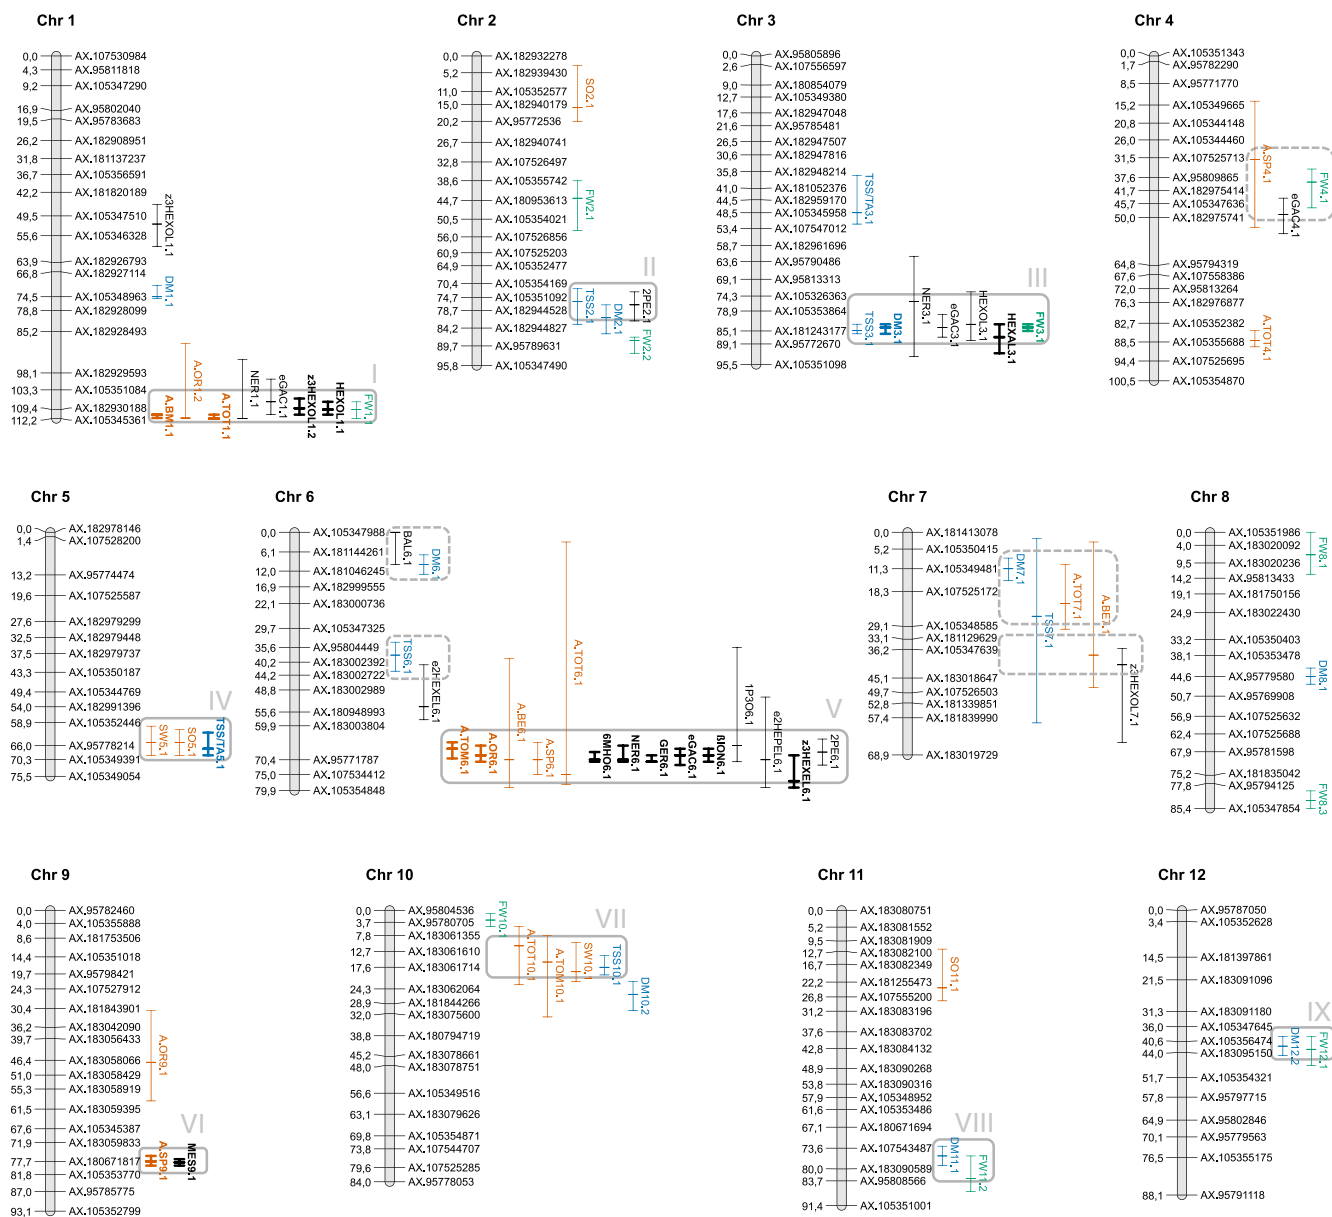 Chr 1
0,0 AX.107530984
4,3 AX.95811818
9,2 AX.105347290
16,9 AX.95802040
19,5 AX.95783683
26,2 AX.182908951
31,8 AX.181137237
36,7 AX.105356591
42,2 AX.181820189
49,5 AX.105347510
55,6 AX.105346328
63,9 AX.182926793
66,8 AX.182927114
74,5 AX.105348963
78,8 AX.182928099
85,2 AX.182928493
98,1 AX.182929593
103,3 AX.105351084
109,4 AX.182930188
112,2 AX.105345361
z3HEXOL1.1
DM1.1
I
A.BM1.1
A.OR1.2
A.TOT1.1
NER1.1
eGAC1.1
z3HEXOL1.2
HEXOL1.1
FW1.1
Chr 2
0,0 AX.182932278
5,2 AX.182939430
11,0 AX.105352577
15,0 AX.182940179
20,2 AX.95772536
26,7 AX.182940741
32,8 AX.107526497
38,6 AX.105355742
44,7 AX.180953613
50,5 AX.105354021
56,0 AX.107526856
60,9 AX.107525203
64,9 AX.105352477
70,4 AX.105354169
74,7 AX.105351092
78,8 AX.182944528
84,2 AX.182944827
89,7 AX.95789631
95,8 AX.105347490
SO2.1
FW2.1
II
TSS2.1
DM2.1
2PE2.1
FW2.2
Chr 3
0,0 AX.95805896
2,6 AX.107556597
9,0 AX.180854079
12,7 AX.105349380
17,6 AX.182947048
21,6 AX.95785481
26,5 AX.182947507
30,6 AX.182947816
35,8 AX.182948214
41,0 AX.181052376
44,5 AX.182959170
48,5 AX.105345958
53,4 AX.107547012
58,7 AX.182961696
63,6 AX.95790486
69,1 AX.95813313
74,3 AX.105326363
78,9 AX.105353864
85,1 AX.181243177
89,1 AX.95772670
95,5 AX.105351098
TSS/TA3.1
III
TSS3.1
DM3.1
NER3.1
eGAC3.1
HEXOL3.1
HEXAL3.1
FW3.1
Chr 4
0,0 AX.105351343
1,7 AX.95782290
8,5 AX.95771770
15,2 AX.105349665
20,8 AX.105344148
26,0 AX.105344460
31,5 AX.107525713
37,6 AX.95809865
41,7 AX.182975414
45,7 AX.105347636
50,0 AX.182975741
64,8 AX.95794319
67,6 AX.107558386
72,0 AX.95813264
76,3 AX.182976877
82,7 AX.105352382
88,5 AX.105355688
94,4 AX.107525695
100,5 AX.105354870
A.SP4.1
eGAC4.1
FW4.1
A.TOT4.1
Chr 5
0,0 AX.182978146
1,4 AX.107528200
13,2 AX.95774474
19,6 AX.107525587
27,6 AX.182979299
32,5 AX.182979448
37,5 AX.182979737
43,3 AX.105350187
49,4 AX.105344769
54,0 AX.182991396
58,9 AX.105352446
66,0 AX.95778214
70,3 AX.105349391
75,5 AX.105349054
IV
SW5.1
SO5.1
TSS/TA5.1
Chr 6
0,0 AX.105347988
6,1 AX.181144261
12,0 AX.181046245
16,9 AX.182999555
22,1 AX.183000736
29,7 AX.105347325
35,6 AX.95804449
40,2 AX.183002392
44,2 AX.183002722
48,8 AX.183002989
55,6 AX.180948993
59,9 AX.183003804
70,4 AX.95771787
75,0 AX.107534412
79,9 AX.105354848
BAL6.1
DM6.1
TSS6.1
e2HEXEL6.1
V
A.TOM6.1
A.OR6.1
A.BE6.1
A.SP6.1
A.TOT6.1
6MHO6.1
NER6.1
GER6.1
eGAC6.1
ßION6.1
1P3O6.1
e2HEPEL6.1
z3HEXEL6.1
2PE6.1
Chr 7
0,0 AX.181413078
5,2 AX.105350415
11,3 AX.105349481
18,3 AX.107525172
29,1 AX.105348585
33,1 AX.181129629
36,2 AX.105347639
45,1 AX.183018647
49,7 AX.107526503
52,8 AX.181339851
57,4 AX.181839990
68,9 AX.183019729
DM7.1
TSS7.1
A.TOT7.1
A.BE7.1
z3HEXOL7.1
Chr 8
0,0 AX.105351986
4,0 AX.183020092
9,5 AX.183020236
14,2 AX.95813433
19,1 AX.181750156
24,9 AX.183022430
33,2 AX.105350403
38,1 AX.105353478
44,6 AX.95779580
50,7 AX.95769908
56,9 AX.107525632
62,4 AX.107525688
67,9 AX.95781598
75,2 AX.181835042
77,8 AX.95794125
85,4 AX.105347854
FW8.1
DM8.1
FW8.3
Chr 9
0,0 AX.95782460
4,0 AX.105355888
8,6 AX.181753506
14,4 AX.105351018
19,7 AX.95798421
24,3 AX.107527912
30,4 AX.181843901
36,2 AX.183042090
39,7 AX.183056433
46,4 AX.183058066
51,0 AX.183058429
55,3 AX.183058919
61,5 AX.183059395
67,6 AX.105345387
71,9 AX.183059833
77,7 AX.180671817
81,8 AX.105353770
87,0 AX.95785775
93,1 AX.105352799
A.OR9.1
VI
A.SP9.1
MES9.1
Chr 10
0,0 AX.95804536
3,7 AX.95780705
7,8 AX.183061355
12,7 AX.183061610
17,6 AX.183061714
24,3 AX.183062064
28,9 AX.181844266
32,0 AX.183075600
38,8 AX.180794719
45,2 AX.183078661
48,0 AX.183078751
56,6 AX.105349516
63,1 AX.183079626
69,8 AX.105354871
73,8 AX.107544707
79,6 AX.107525285
84,0 AX.95778053
FW10.1
VII
A.TOT10.1
A.TOM10.1
SW10.1
TSS10.1
DM10.2
Chr 11
0,0 AX.183080751
5,2 AX.183081552
9,5 AX.183081909
12,7 AX.183082100
16,7 AX.183082349
22,2 AX.181255473
26,8 AX.107555200
31,2 AX.183083196
37,6 AX.183083702
42,8 AX.183084132
48,9 AX.183090268
53,8 AX.183090316
57,9 AX.105348952
61,6 AX.105353486
67,1 AX.180671694
73,6 AX.107543487
80,0 AX.183090589
83,7 AX.95808566
91,4 AX.105351001
SO11.1
VIII
DM11.1
FW11.2
Chr 12
0,0 AX.95787050
3,4 AX.105352628
14,5 AX.181397861
21,5 AX.183091096
31,3 AX.183091180
36,0 AX.105347645
40,6 AX.105356474
44,0 AX.183095150
51,7 AX.105354321
57,8 AX.95797715
64,9 AX.95802846
70,1 AX.95779563
76,5 AX.105355175
88,1 AX.95791118
IX
DM12.2
FW12.1